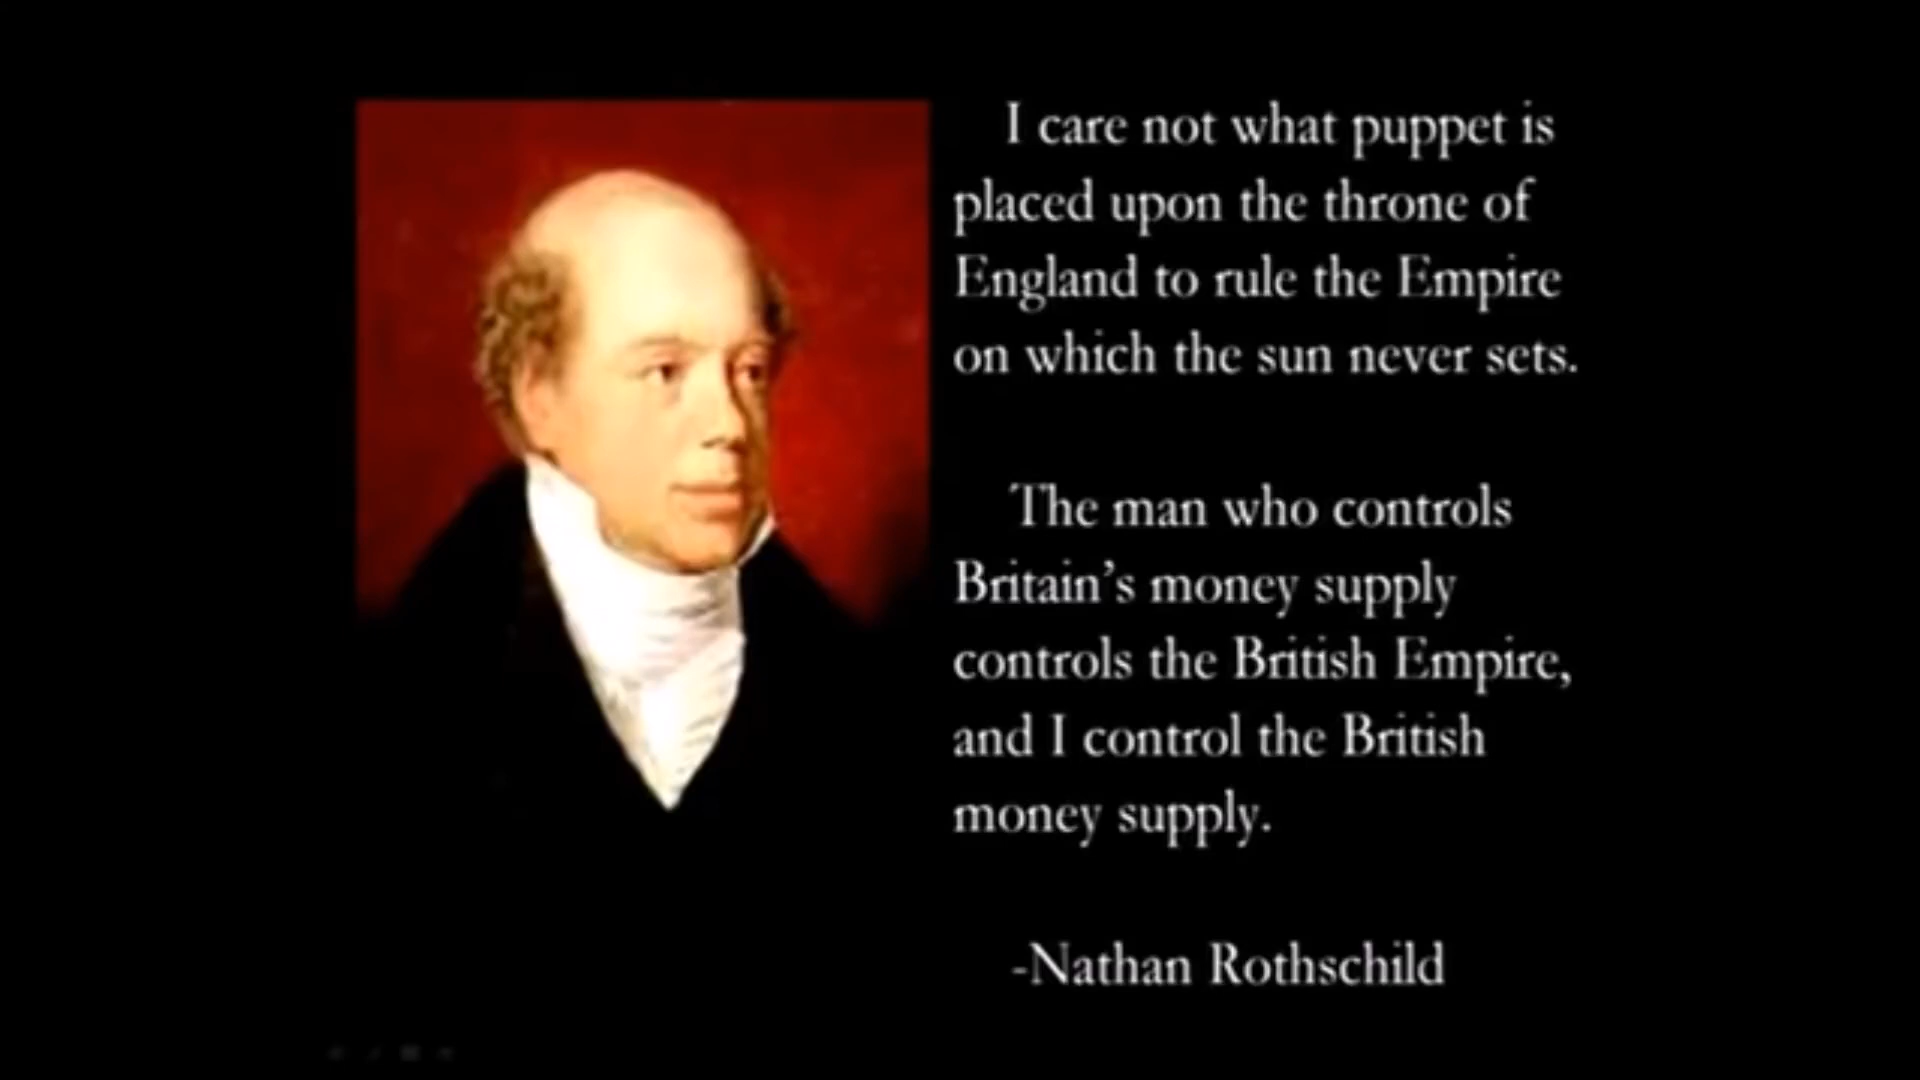 I care not what puppet is
placed upon the throne of
England to rule the Empire
on which the sun never sets.
The man who controls
Britain's money supply
controls the British Empire,
and I control the British
money supply.
-Nathan Rothschild